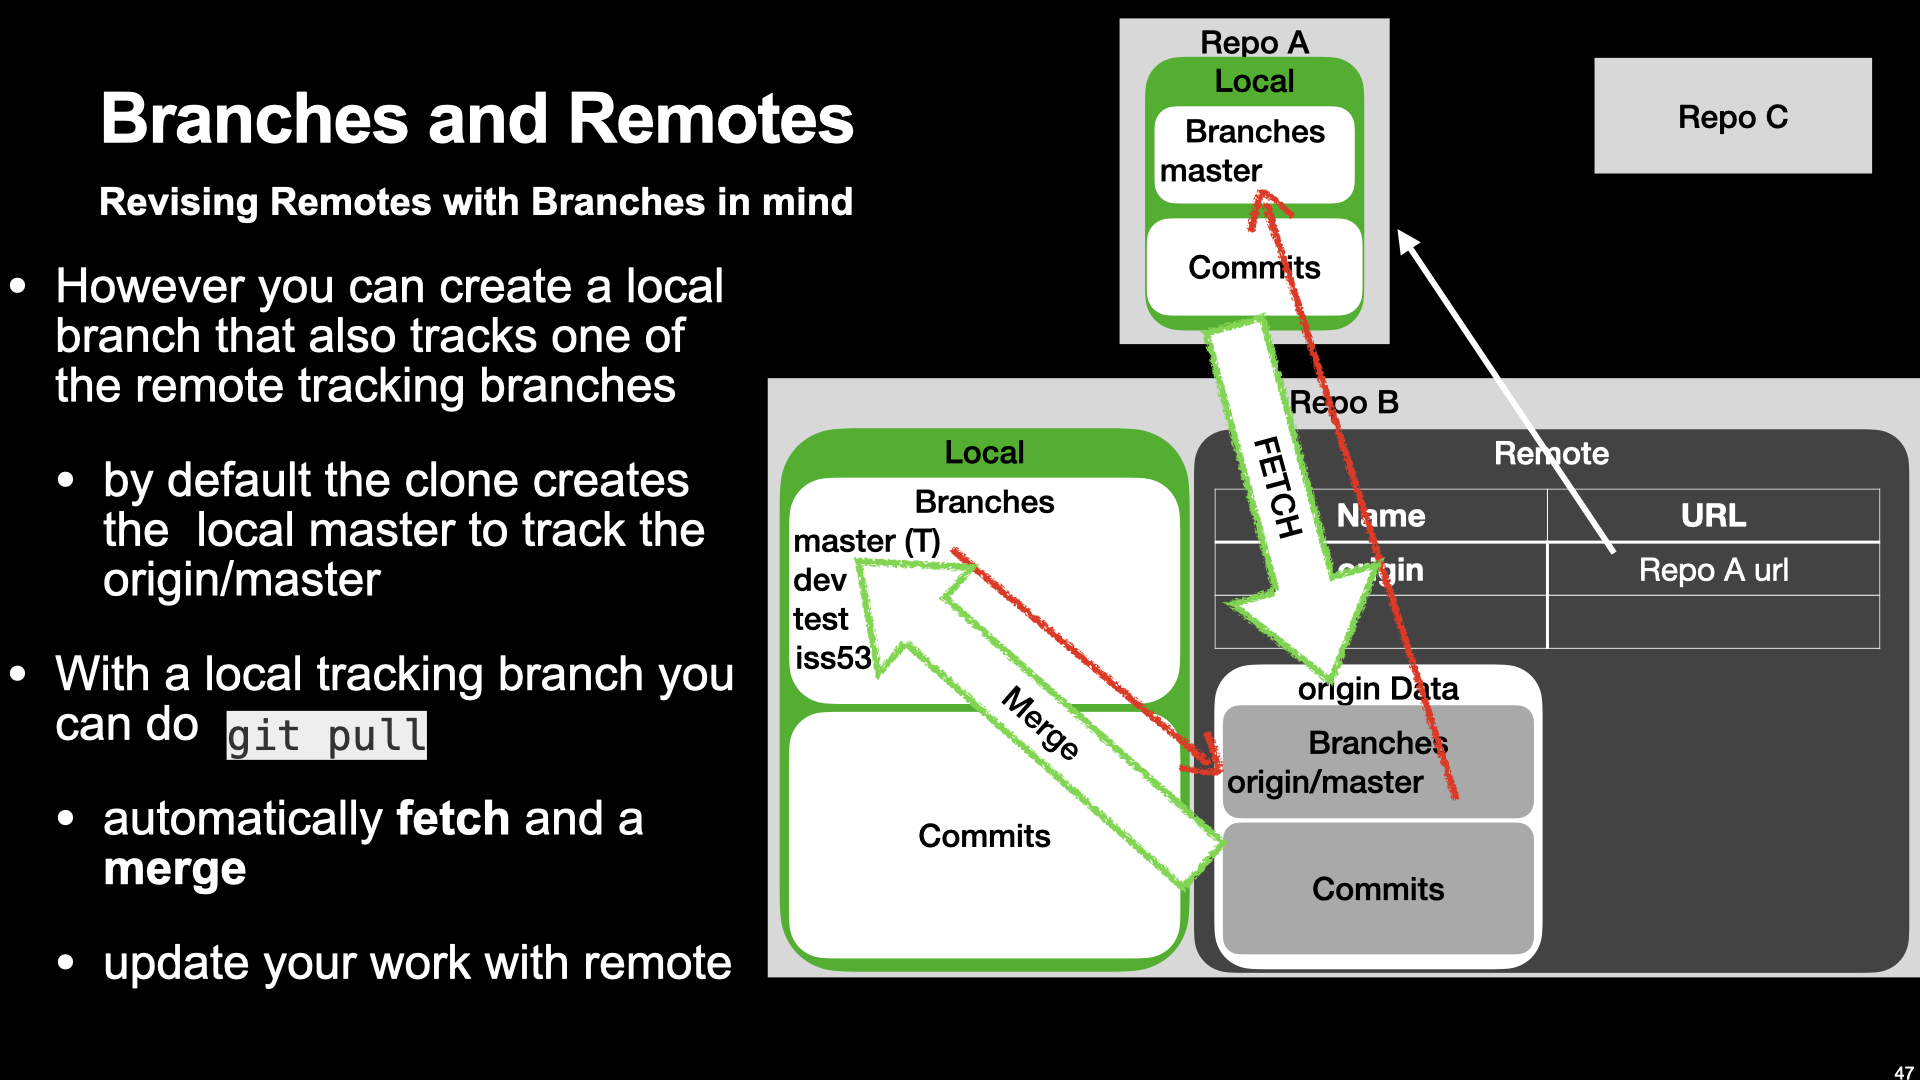 Branches and Remotes
Revising Remotes with Branches in mind
• However you can create a local
branch that also tracks one of
the remote tracking branches
• by default the clone creates
the local master to track the
origin/master
• With a local tracking branch you
can do git pull
• automatically fetch and a
merge
• update your work with remote
Repo A
Local
Branches
master
Commits
Repo C
Repo B
Local
Branches
master (T)
dev
test
iss53
Commits
Merge
FETCH
Remote
Name URL
origin Repo A url
origin Data
Branches
origin/master
Commits
47